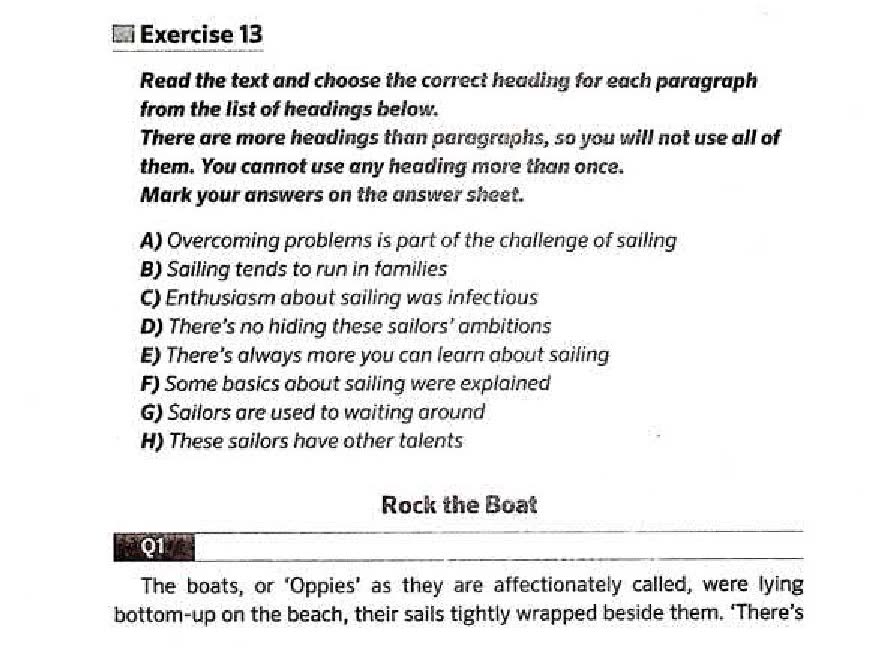 Exercise 13
Read the text and choose the correct heading for each paragraph
from the list of headings below.
There are more headings than paragraphs, so you will not use all of
them. You cannot use any heading more than once.
Mark your answers on the answer sheet.
A) Overcoming problems is part of the challenge of sailing
B) Sailing tends to run in families
C) Enthusiasm about sailing was infectious
D) There's no hiding these sailors' ambitions
E) There's always more you can learn about sailing
F) Some basics about sailing were explained
G) Sailors are used to waiting around
H) These sailors have other talents
Rock the Boat
Q1
The boats, or 'Oppies' as they are affectionately called, were lying
bottom-up on the beach, their sails tightly wrapped beside them. 'There's